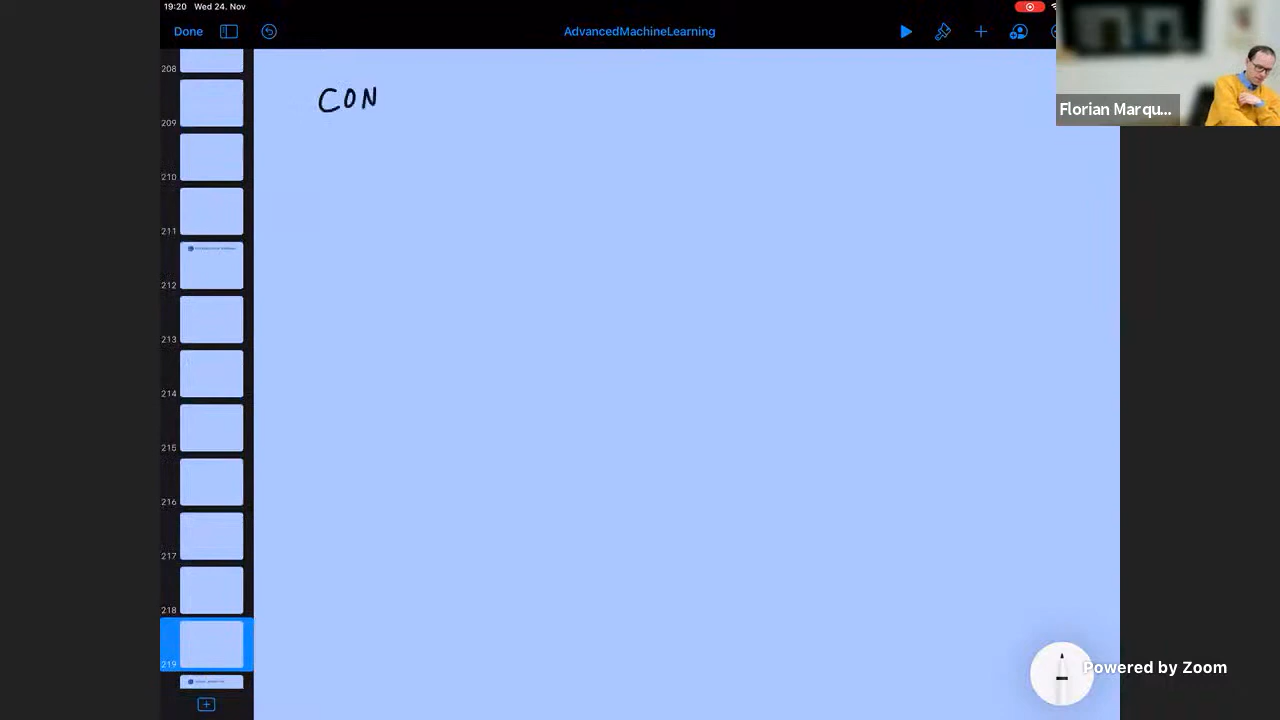 19:20 Wed 24. Nov
Done
AdvancedMachineLearning
CON
Florian Marqu...
208
209
210
211
212
213
214
215
216
217
218
219
Powered by Zoom